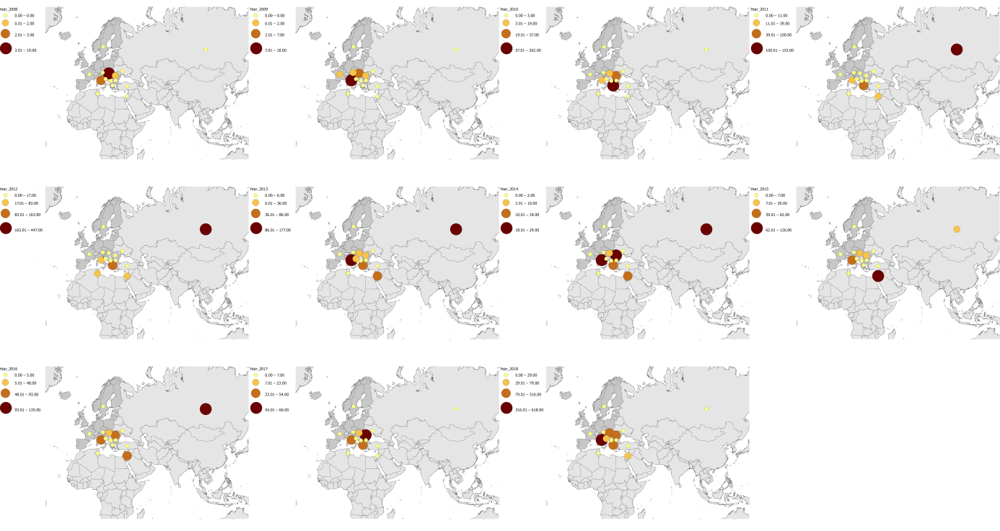 Year_2008
0.00 – 0.00
0.01 – 2.00
2.01 – 3.00
3.01 – 19.00
Year_2009
0.00 – 0.00
0.01 – 2.00
2.01 – 7.00
7.01 – 18.00
Year_2010
0.00 – 3.00
3.01 – 19.00
19.01 – 57.00
57.01 – 262.00
Year_2011
0.00 – 11.00
11.01 – 39.00
39.01 – 100.00
100.01 – 153.00
Year_2012
0.00 – 17.00
17.01 – 83.00
83.01 – 163.00
163.01 – 447.00
Year_2013
0.00 – 6.00
6.01 – 36.00
36.01 – 86.00
86.01 – 177.00
Year_2014
0.00 – 2.00
2.01 – 10.00
10.01 – 18.00
18.01 – 29.00
Year_2015
0.00 – 7.00
7.01 – 39.00
39.01 – 62.00
62.01 – 126.00
Year_2016
0.00 – 5.00
5.01 – 48.00
48.01 – 93.00
93.01 – 135.00
Year_2017
0.00 – 7.00
7.01 – 23.00
23.01 – 54.00
54.01 – 66.00
Year_2018
0.00 – 29.00
29.01 – 79.00
79.01 – 316.00
316.01 – 618.00